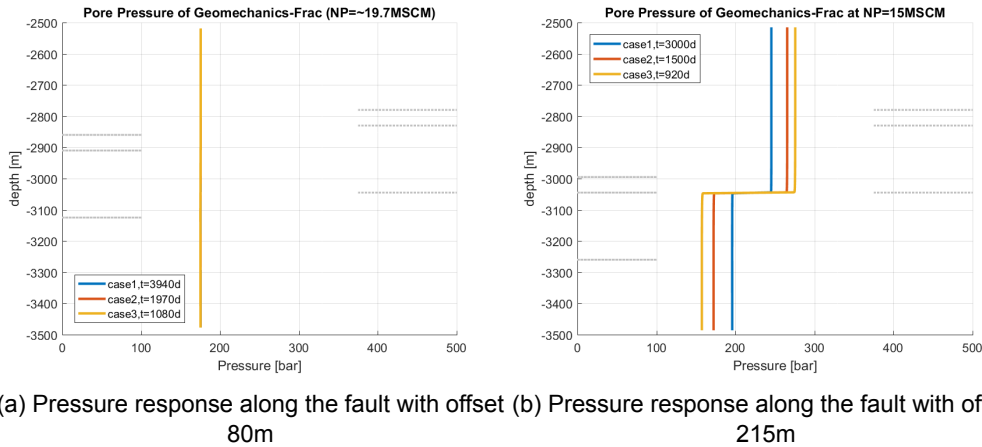 Pore Pressure of Geomechanics-Frac (NP=~19.7MSCM)
-2500
-2600
-2700
-2800
-2900
-3000
-3100
-3200
-3300
-3400
-3500
depth [m]
case1,t=3940d
case2,t=1970d
case3,t=1080d
0 100 200 300 400 500
Pressure [bar]
(a) Pressure response along the fault with offset
80m
Pore Pressure of Geomechanics-Frac at NP=15MSCM
-2500
-2600
-2700
-2800
-2900
-3000
-3100
-3200
-3300
-3400
-3500
depth [m]
case1,t=3000d
case2,t=1500d
case3,t=920d
0 100 200 300 400 500
Pressure [bar]
(b) Pressure response along the fault with of
215m